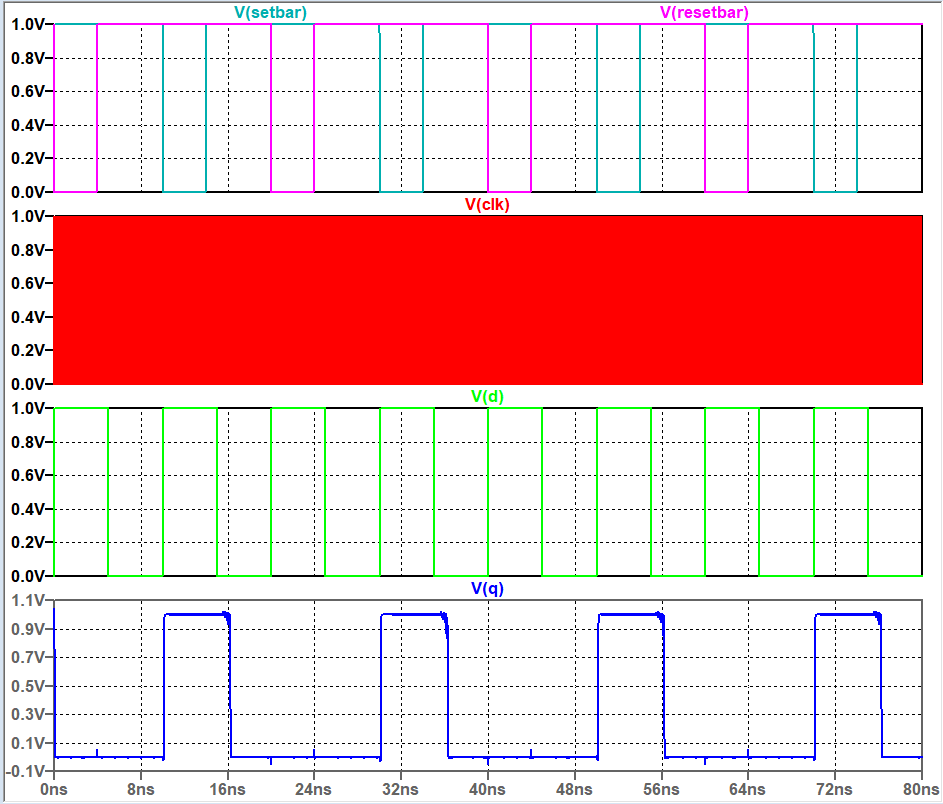 V(setbar) V(resetbar)
1.0V
0.8V
0.6V
0.4V
0.2V
0.0V
V(clk)
1.0V
0.8V
0.6V
0.4V
0.2V
0.0V
V(d)
1.0V
0.8V
0.6V
0.4V
0.2V
0.0V
V(q)
1.1V
0.9V
0.7V
0.5V
0.3V
0.1V
-0.1V
0ns 8ns 16ns 24ns 32ns 40ns 48ns 56ns 64ns 72ns 80ns